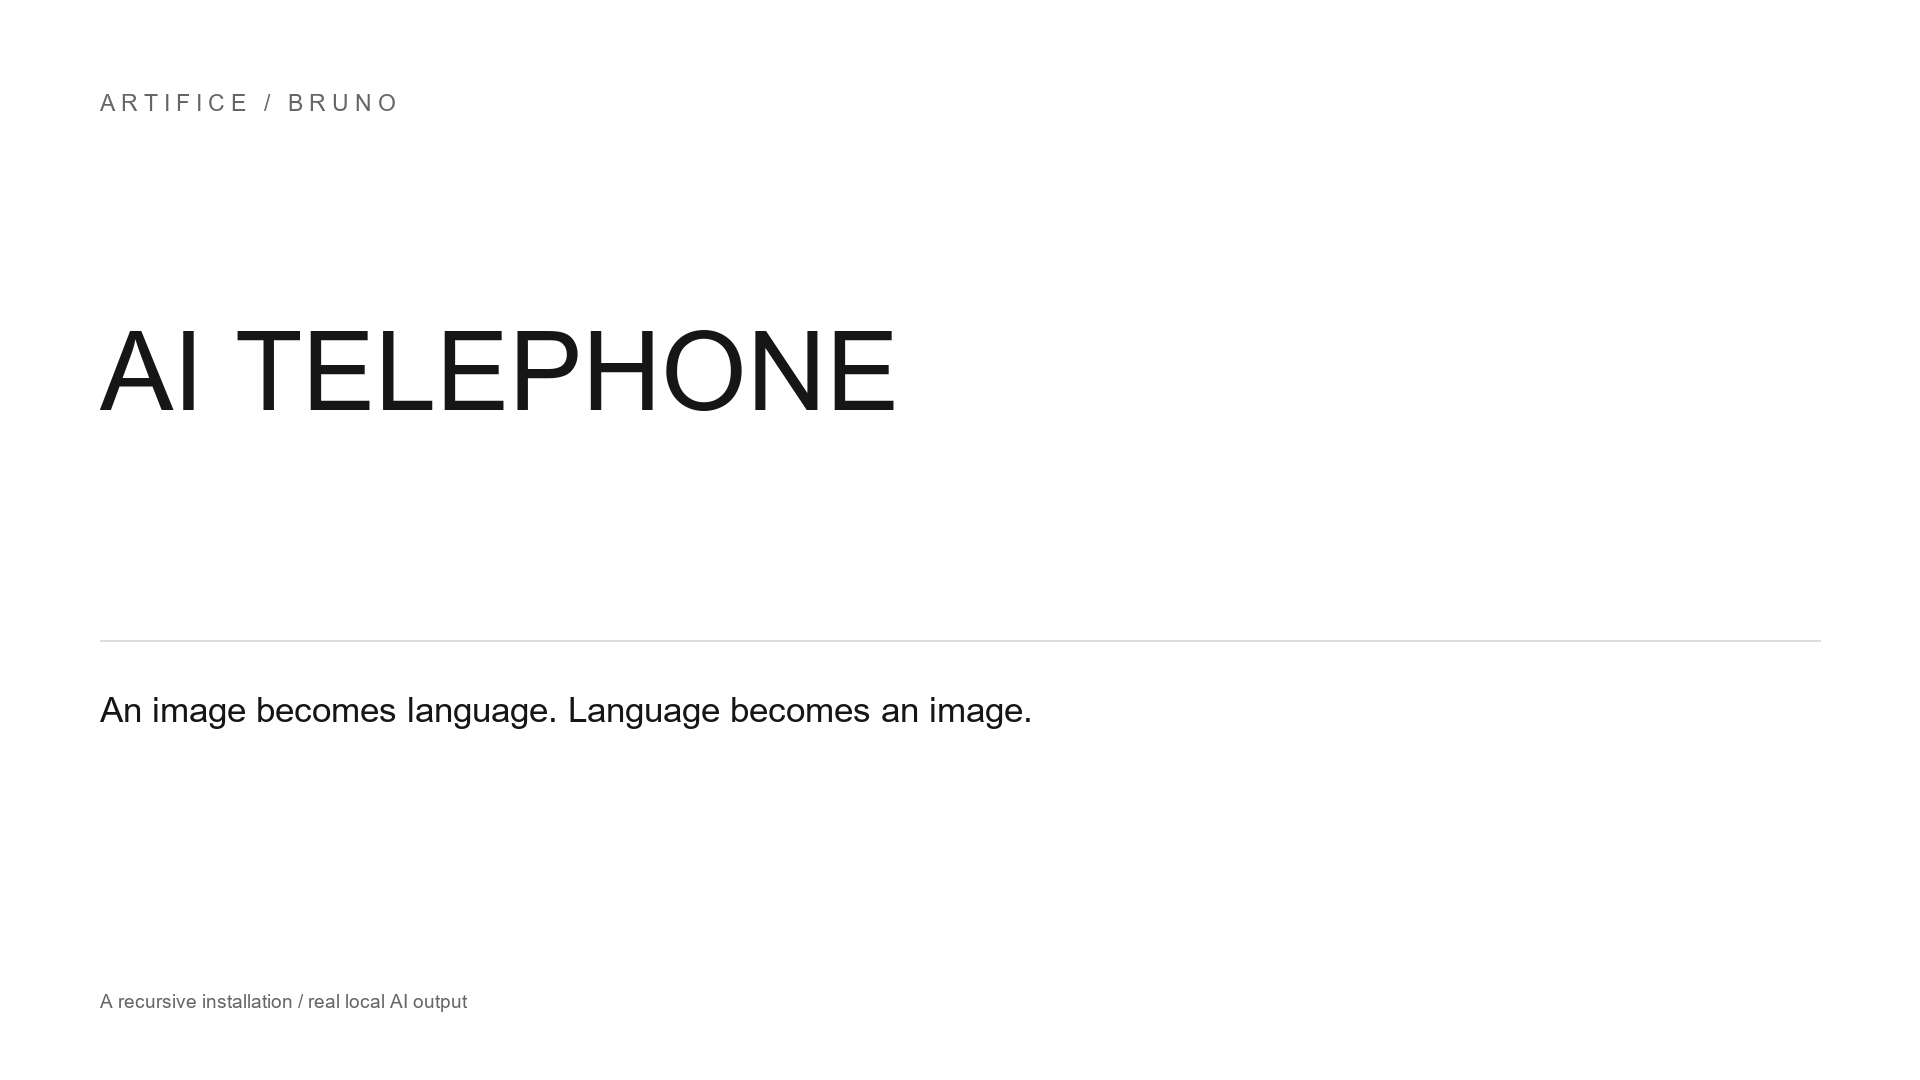 ARTIFICE / BRUNO
AI TELEPHONE
An image becomes language. Language becomes an image.
A recursive installation / real local AI output